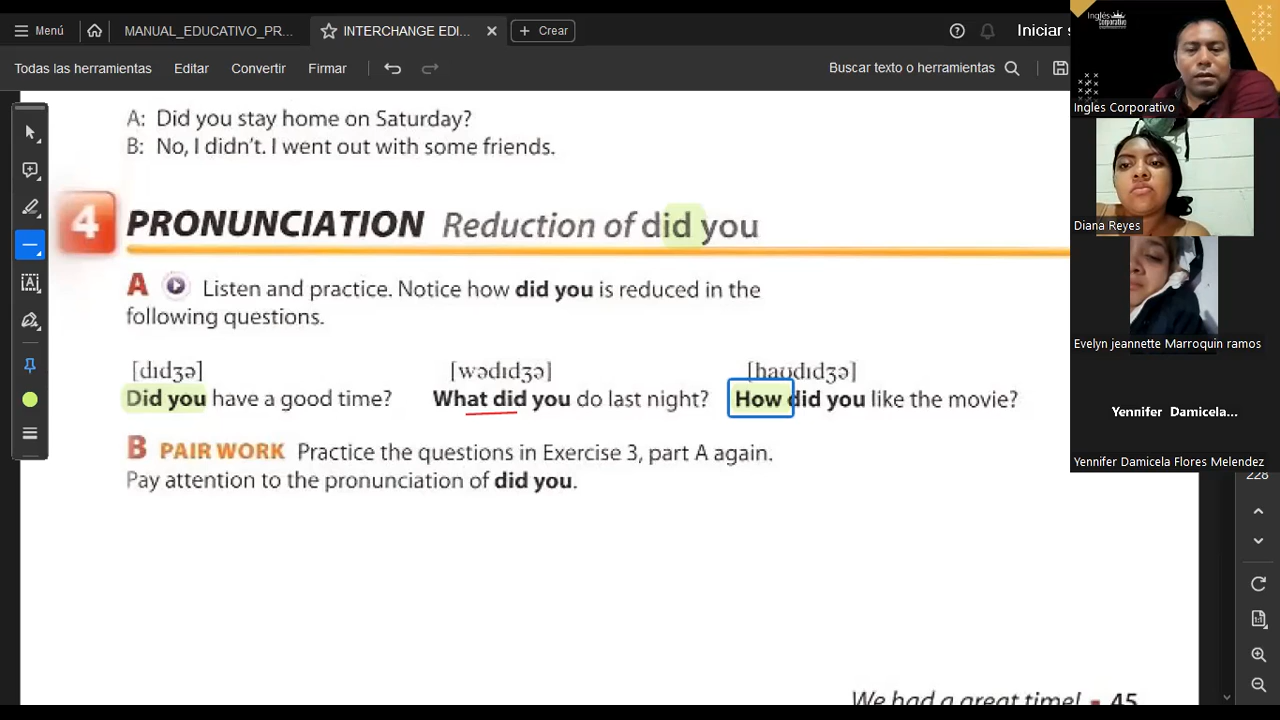 Menú
MANUAL_EDUCATIVO_PR...
INTERCHANGE EDI...
Crear
Iniciar s
Todas las herramientas
Editar
Convertir
Firmar
Buscar texto o herramientas
A: Did you stay home on Saturday?
B: No, I didn't. I went out with some friends.
4 PRONUNCIATION Reduction of did you
A Listen and practice. Notice how did you is reduced in the
following questions.
[dɪdʒə] [wədɪdʒə] [haʊdɪdʒə]
Did you have a good time? What did you do last night? How did you like the movie?
B PAIR WORK Practice the questions in Exercise 3, part A again.
Pay attention to the pronunciation of did you.
We had a great time! ■ 45
Inglés
Corporativo
Ingles Corporativo
Diana Reyes
Evelyn jeannette Marroquin ramos
Yennifer Damicela...
Yennifer Damicela Flores Melendez
228